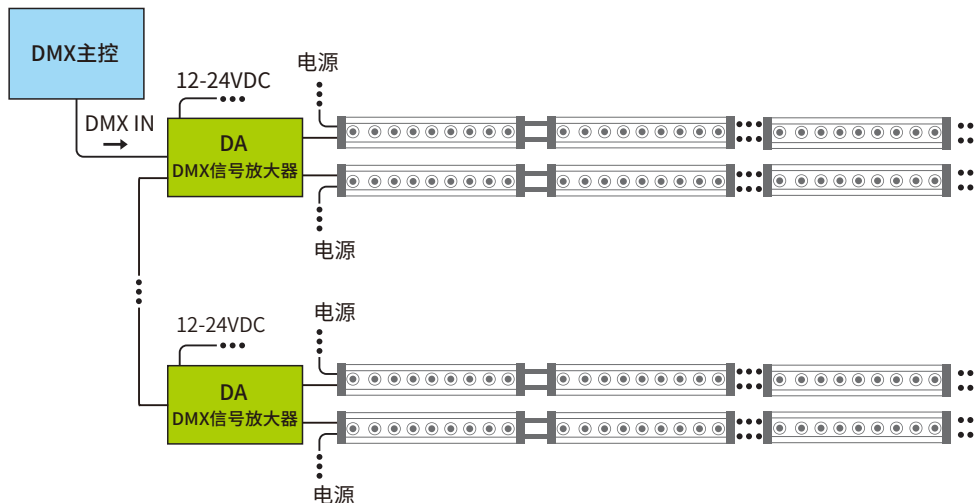 DMX主控
电源
12-24VDC
DMX IN
DA
DMX信号放大器
电源
电源
12-24VDC
DA
DMX信号放大器
电源